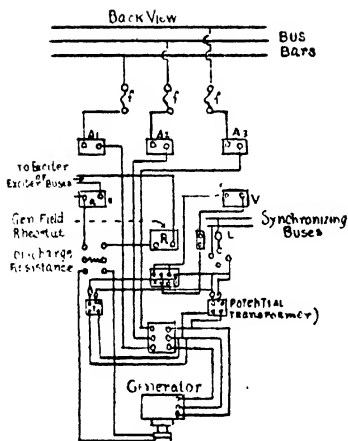 Back View
BUS
BARS
f
f
f
A1
A2
A3
To Exciter
or
Exciter Buses
A
V
Gen Field
Rheostat
R
Synchronizing
Buses
L
Discharge
Resistance
(POTENTIAL
TRANSFORMER)
Generator